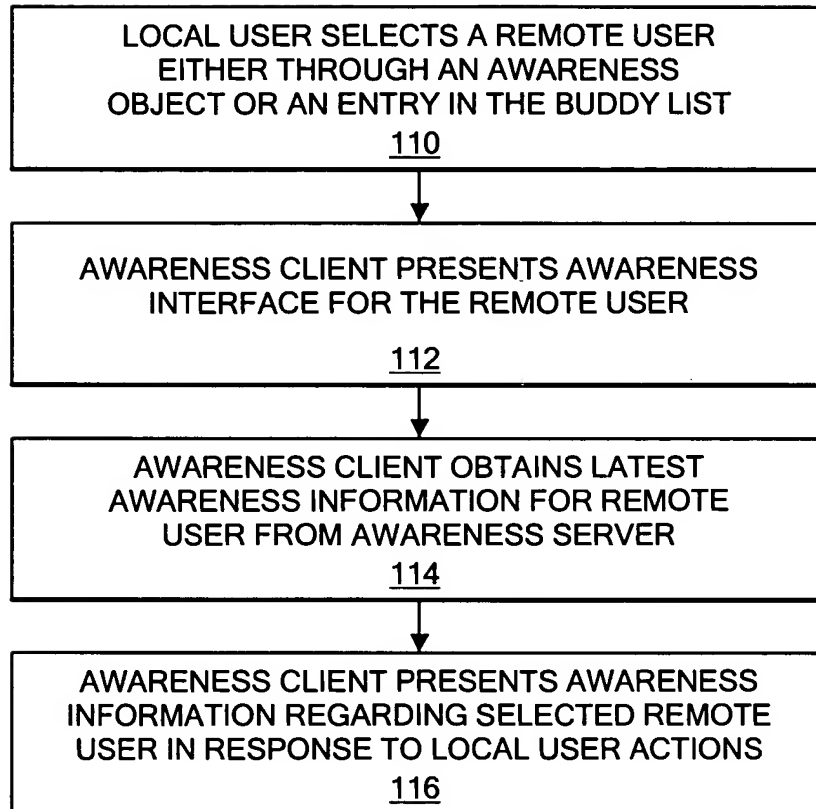 LOCAL USER SELECTS A REMOTE USER
EITHER THROUGH AN AWARENESS
OBJECT OR AN ENTRY IN THE BUDDY LIST
110
AWARENESS CLIENT PRESENTS AWARENESS
INTERFACE FOR THE REMOTE USER
112
AWARENESS CLIENT OBTAINS LATEST
AWARENESS INFORMATION FOR REMOTE
USER FROM AWARENESS SERVER
114
AWARENESS CLIENT PRESENTS AWARENESS
INFORMATION REGARDING SELECTED REMOTE
USER IN RESPONSE TO LOCAL USER ACTIONS
116